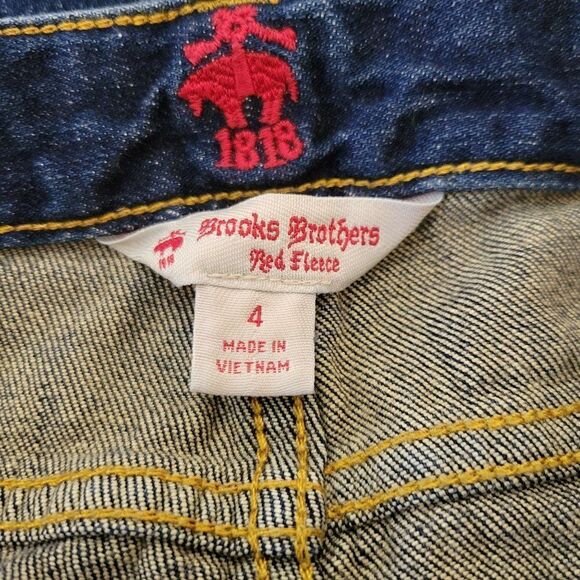 1818
Brooks Brothers
Red Fleece
4
MADE IN
VIETNAM